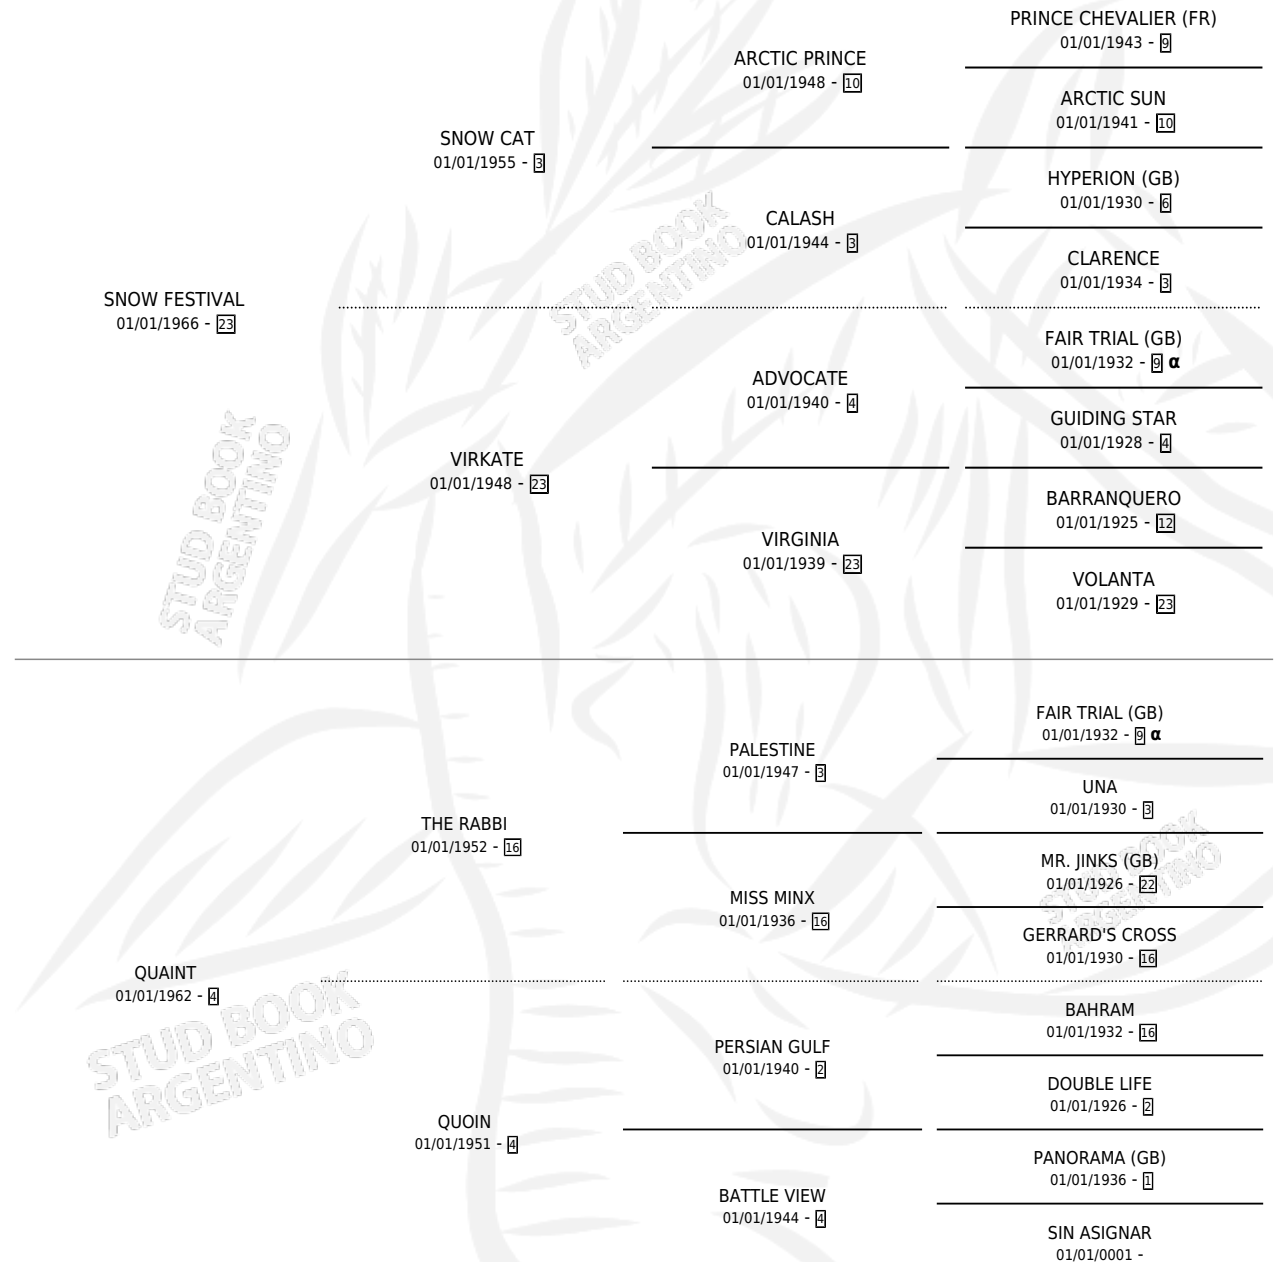 PRINCE CHEVALIER (FR)
01/01/1943 - 9
ARCTIC PRINCE
01/01/1948 - 10
ARCTIC SUN
01/01/1941 - 10
SNOW CAT
01/01/1955 - 3
HYPERION (GB)
01/01/1930 - 6
CALASH
01/01/1944 - 3
CLARENCE
01/01/1934 - 3
SNOW FESTIVAL
01/01/1966 - 23
FAIR TRIAL (GB)
01/01/1932 - 9 α
ADVOCATE
01/01/1940 - 4
GUIDING STAR
01/01/1928 - 4
VIRKATE
01/01/1948 - 23
BARRANQUERO
01/01/1925 - 12
VIRGINIA
01/01/1939 - 23
VOLANTA
01/01/1929 - 23
FAIR TRIAL (GB)
01/01/1932 - 9 α
PALESTINE
01/01/1947 - 3
UNA
01/01/1930 - 3
THE RABBI
01/01/1952 - 16
MR. JINKS (GB)
01/01/1926 - 22
MISS MINX
01/01/1936 - 16
GERRARD'S CROSS
01/01/1930 - 16
QUAINT
01/01/1962 - 4
BAHRAM
01/01/1932 - 16
PERSIAN GULF
01/01/1940 - 2
DOUBLE LIFE
01/01/1926 - 2
QUOIN
01/01/1951 - 4
PANORAMA (GB)
01/01/1936 - 1
BATTLE VIEW
01/01/1944 - 4
SIN ASIGNAR
01/01/0001 -
STUD BOOK
ARGENTINO
STUD BOOK
ARGENTINO
STUD BOOK
ARGENTINO
STUD BOOK
ARGENTINO